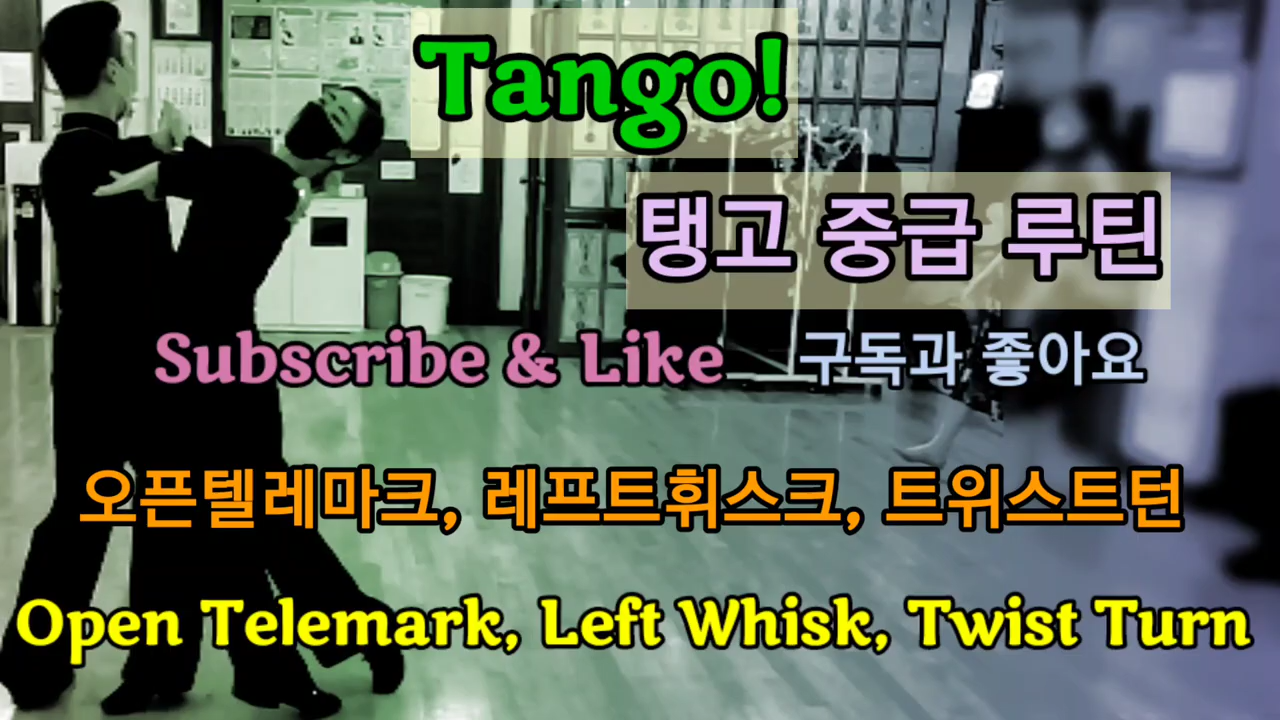 Tango!
탱고 중급 루틴
Subscribe & Like 구독과 좋아요
오픈텔레마크, 레프트휘스크, 트위스트턴
Open Telemark, Left Whisk, Twist Turn